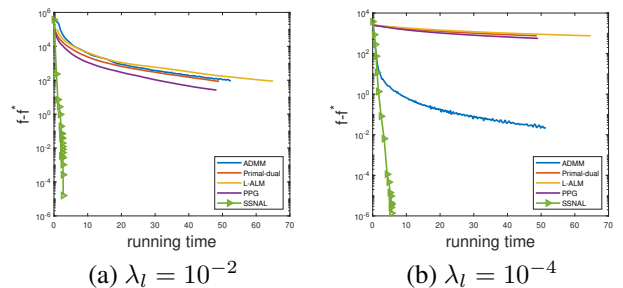 f-f*
10^6
10^4
10^2
10^0
10^-2
10^-4
10^-6
0 10 20 30 40 50 60 70
running time
ADMM
Primal-dual
L-ALM
PPG
SSNAL
(a) λ_l = 10^-2
f-f*
10^4
10^2
10^0
10^-2
10^-4
10^-6
0 10 20 30 40 50 60 70
running time
ADMM
Primal-dual
L-ALM
PPG
SSNAL
(b) λ_l = 10^-4